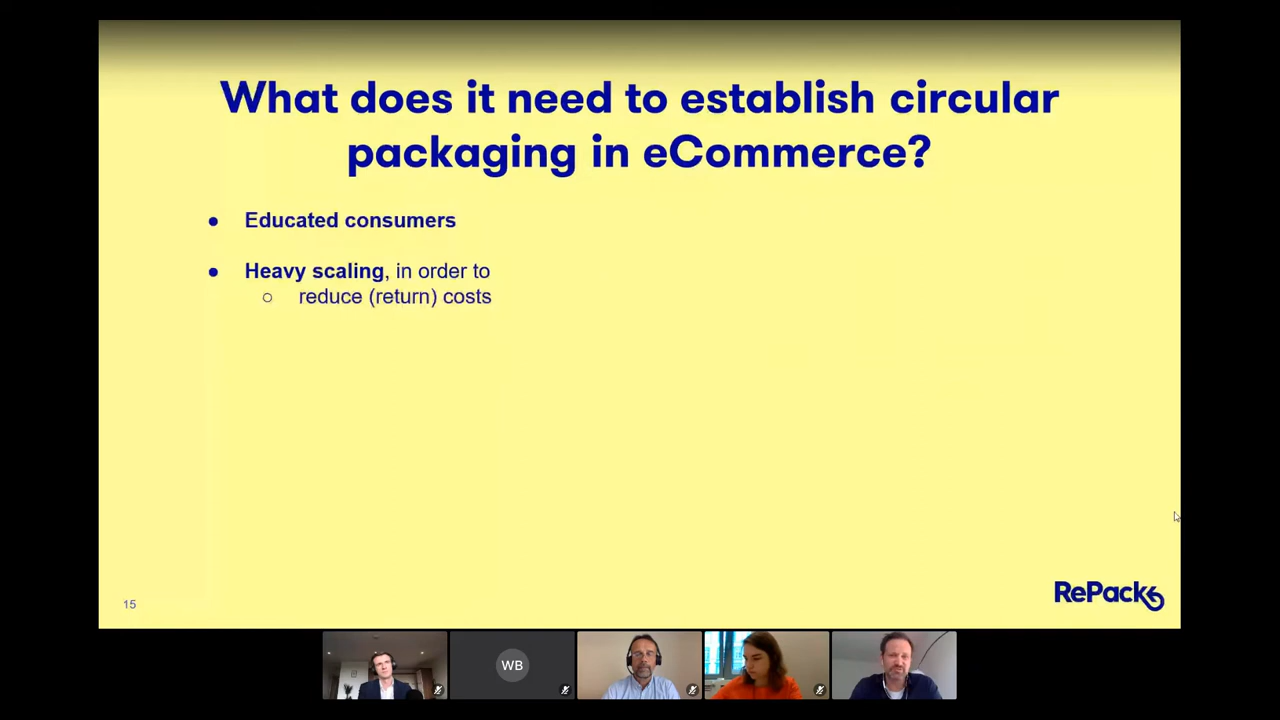 What does it need to establish circular
packaging in eCommerce?
● Educated consumers
● Heavy scaling, in order to
○ reduce (return) costs
15
RePack
WB